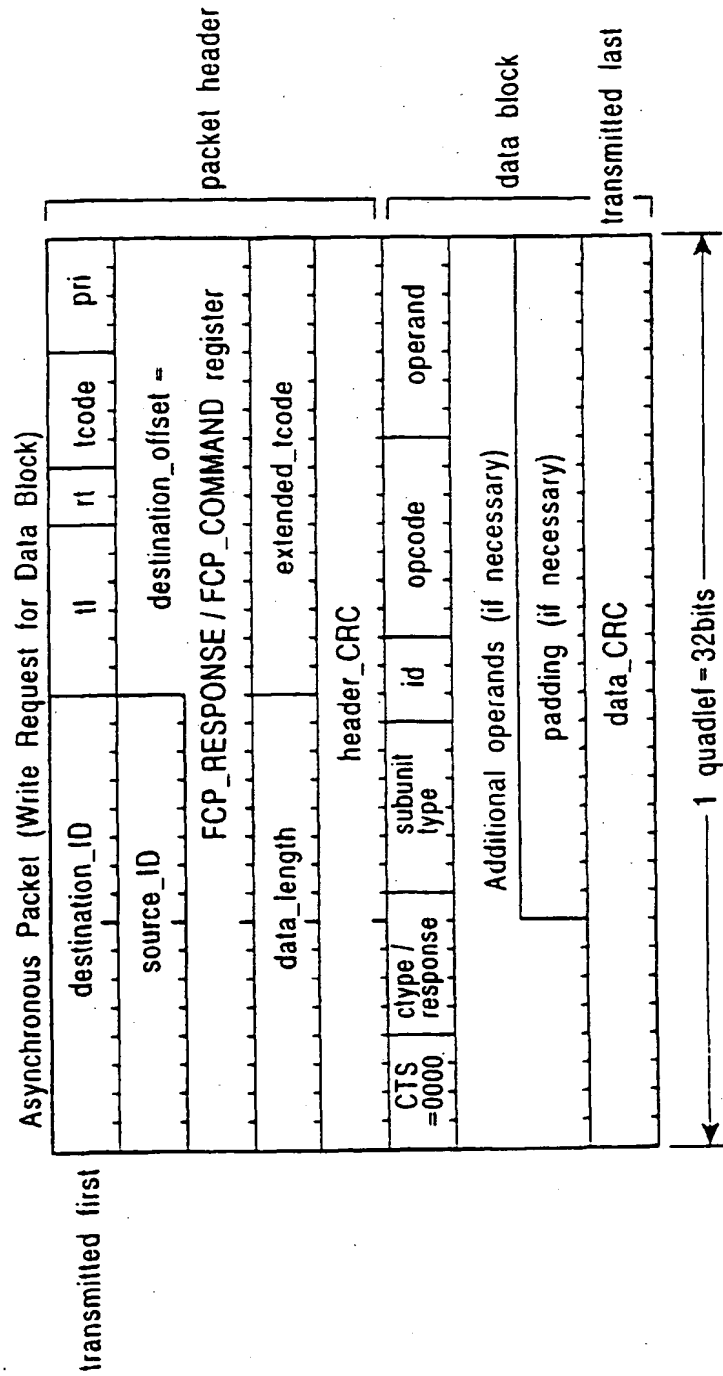 Asynchronous Packet (Write Request for Data Block)
transmitted first
destination_ID tl rt tcode pri
source_ID destination_offset =
FCP_RESPONSE / FCP_COMMAND register
data_length extended_tcode
header_CRC
packet header
CTS =0000 ctype / response subunit type id opcode operand
Additional operands (if necessary)
padding (if necessary)
data_CRC
data block
transmitted last
1 quadlet = 32bits